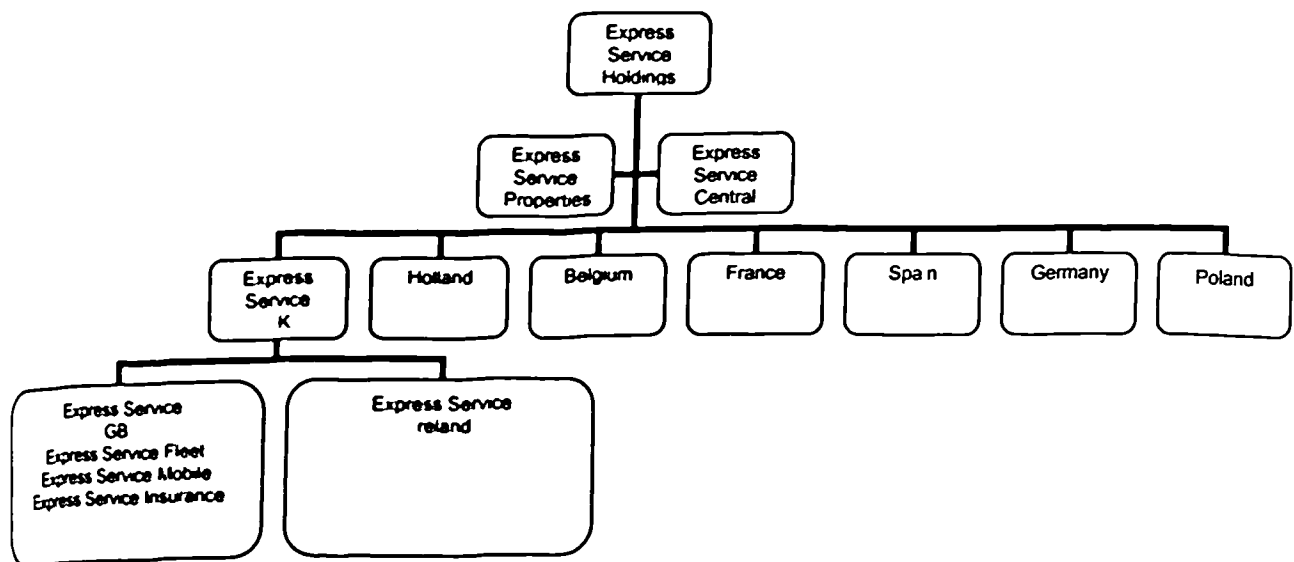 Express
Service
Holdings
Express
Service
Properties
Express
Service
Central
Express
Service
K
Holland
Belgium
France
Spa n
Germany
Poland
Express Service
GB
Express Service Fleet
Express Service Mobile
Express Service Insurance
Express Service
reland